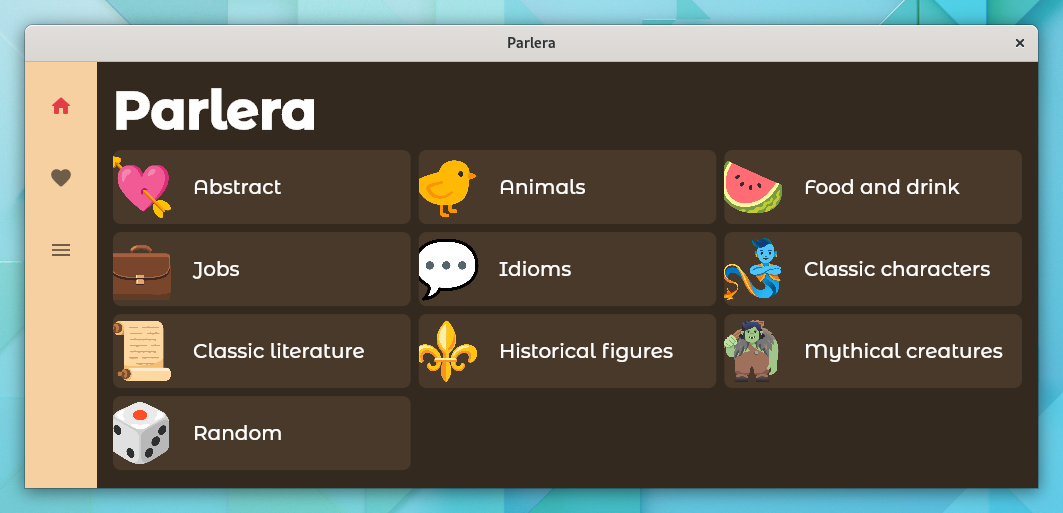 Parlera
Parlera
Abstract
Animals
Food and drink
Jobs
Idioms
Classic characters
Classic literature
Historical figures
Mythical creatures
Random